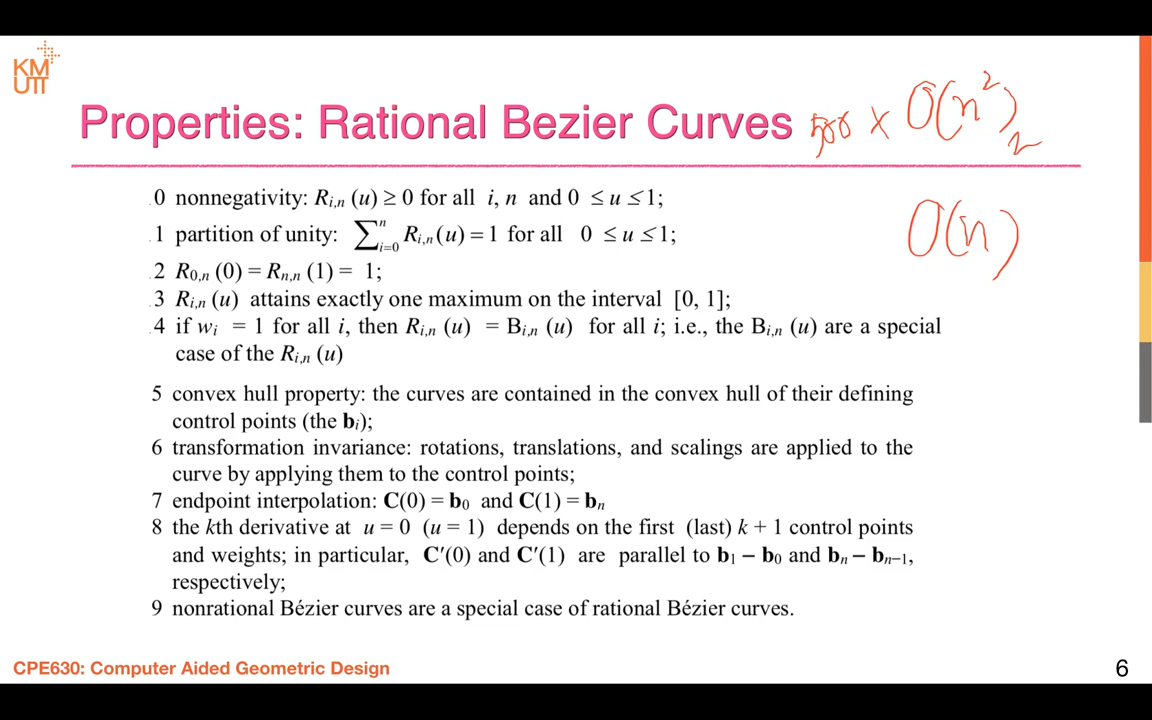 KM
UTT
Properties: Rational Bezier Curves × O(n²)
2
O(n)
0 nonnegativity: Rᵢ,ₙ (u) ≥ 0 for all i, n and 0 ≤ u ≤ 1;
1 partition of unity: ∑ⁿᵢ₌₀ Rᵢ,ₙ(u) = 1 for all 0 ≤ u ≤ 1;
2 R₀,ₙ (0) = Rₙ,ₙ (1) = 1;
3 Rᵢ,ₙ (u) attains exactly one maximum on the interval [0, 1];
4 if wᵢ = 1 for all i, then Rᵢ,ₙ (u) = Bᵢ,ₙ (u) for all i; i.e., the Bᵢ,ₙ (u) are a special
case of the Rᵢ,ₙ (u)
5 convex hull property: the curves are contained in the convex hull of their defining
control points (the bᵢ);
6 transformation invariance: rotations, translations, and scalings are applied to the
curve by applying them to the control points;
7 endpoint interpolation: C(0) = b₀ and C(1) = bₙ
8 the kth derivative at u = 0 (u = 1) depends on the first (last) k + 1 control points
and weights; in particular, C′(0) and C′(1) are parallel to b₁ − b₀ and bₙ − bₙ₋₁,
respectively;
9 nonrational Bézier curves are a special case of rational Bézier curves.
CPE630: Computer Aided Geometric Design
6